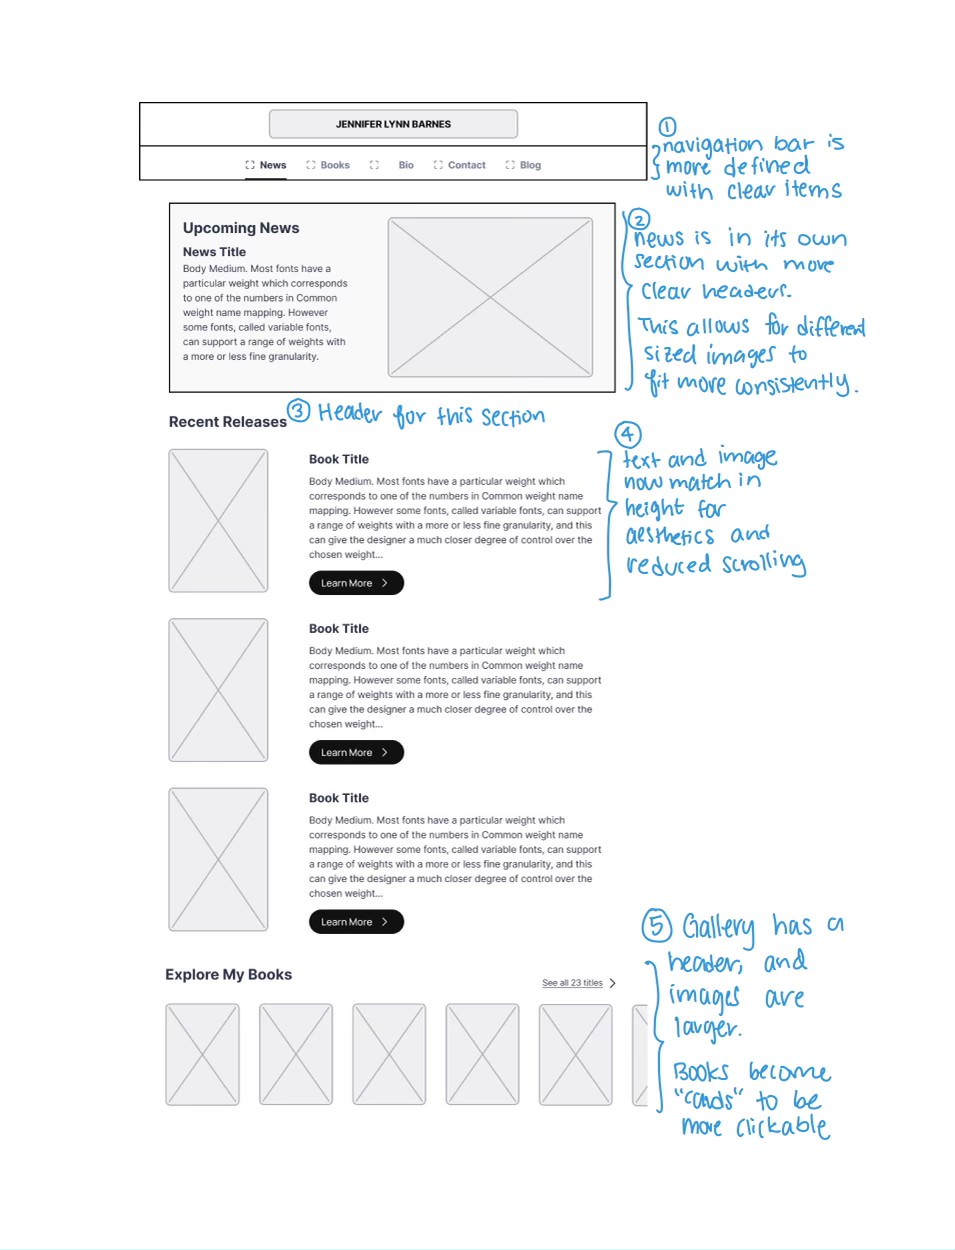 JENNIFER LYNN BARNES
News Books Bio Contact Blog
①
navigation bar is
more defined
with clear items
Upcoming News
News Title
Body Medium. Most fonts have a
particular weight which corresponds
to one of the numbers in Common
weight name mapping. However
some fonts, called variable fonts,
can support a range of weights with
a more or less fine granularity.
②
news is in its own
section with more
clear headers.
This allows for different
sized images to
fit more consistently.
Recent Releases
③ Header for this section
Book Title
Body Medium. Most fonts have a particular weight which
corresponds to one of the numbers in Common weight name
mapping. However some fonts, called variable fonts, can support
a range of weights with a more or less fine granularity, and this
can give the designer a much closer degree of control over the
chosen weight...
Learn More
④
text and image
now match in
height for
aesthetics and
reduced scrolling
Book Title
Body Medium. Most fonts have a particular weight which
corresponds to one of the numbers in Common weight name
mapping. However some fonts, called variable fonts, can support
a range of weights with a more or less fine granularity, and this
can give the designer a much closer degree of control over the
chosen weight...
Learn More
Book Title
Body Medium. Most fonts have a particular weight which
corresponds to one of the numbers in Common weight name
mapping. However some fonts, called variable fonts, can support
a range of weights with a more or less fine granularity, and this
can give the designer a much closer degree of control over the
chosen weight...
Learn More
Explore My Books
See all 23 titles
⑤ Gallery has a
header, and
images are
larger.
Books become
"cards" to be
more clickable